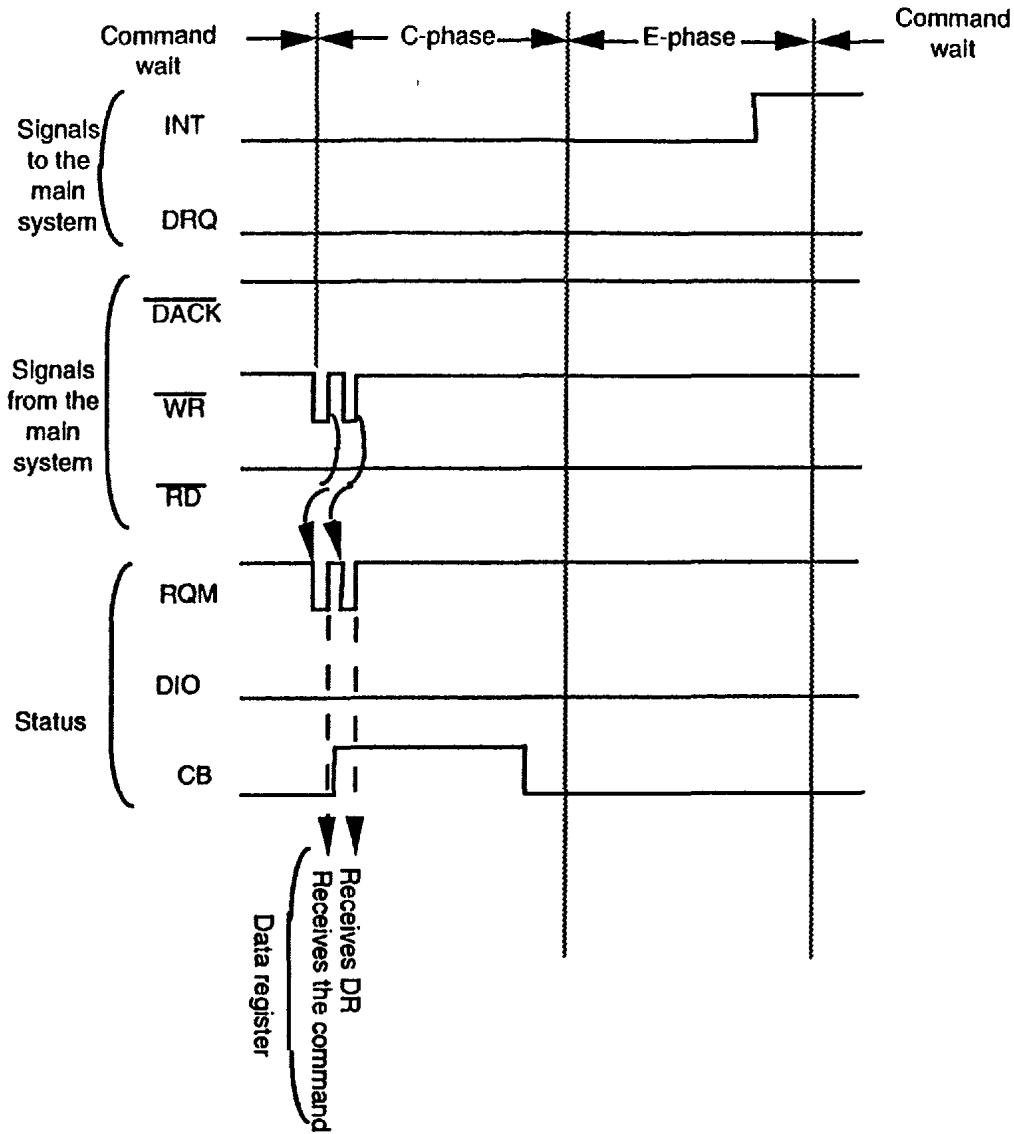 Command
wait
C-phase
E-phase
Command
wait
Signals
to the
main
system
INT
DRQ
Signals
from the
main
system
DACK
WR
RD
Status
RQM
DIO
CB
Receives DR
Receives the command
Data register